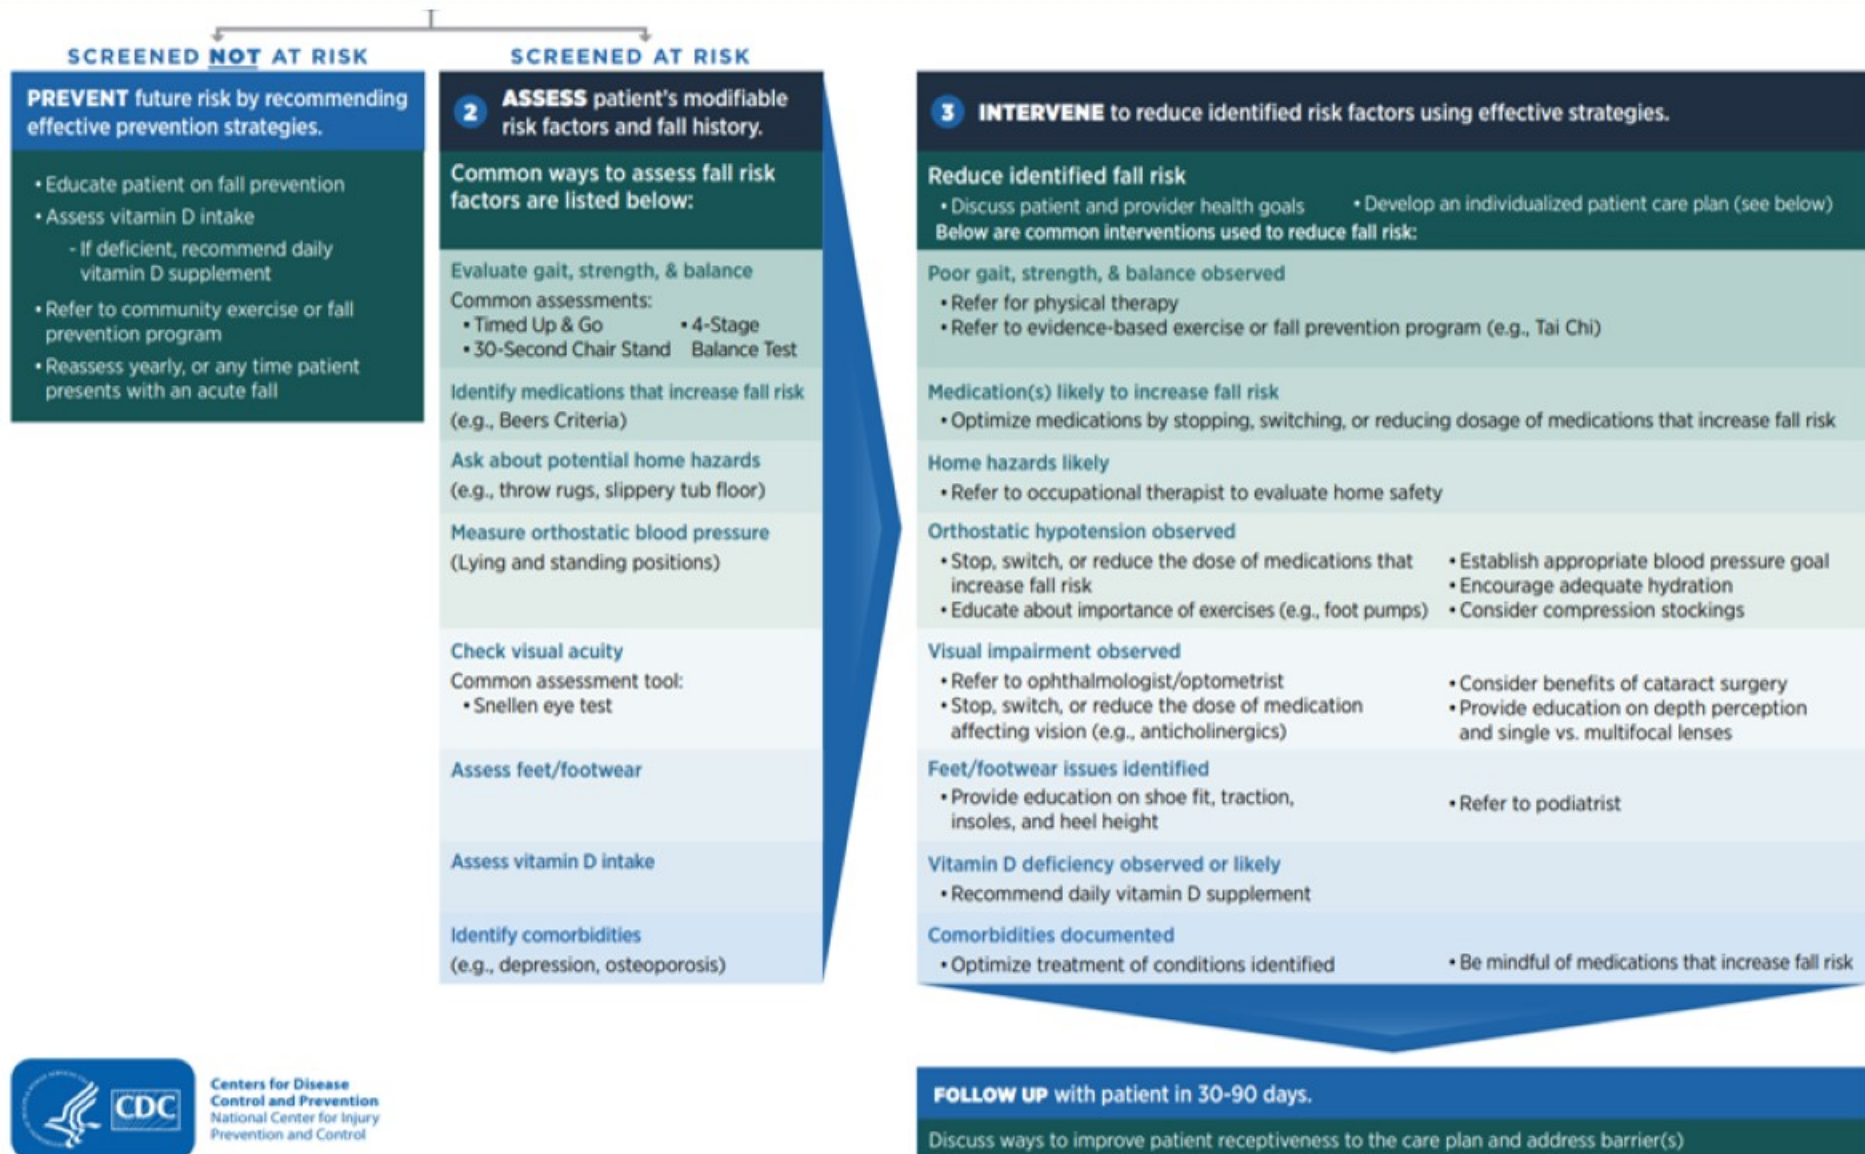 SCREENED NOT AT RISK
PREVENT future risk by recommending
effective prevention strategies.
• Educate patient on fall prevention
• Assess vitamin D intake
- If deficient, recommend daily
vitamin D supplement
• Refer to community exercise or fall
prevention program
• Reassess yearly, or any time patient
presents with an acute fall
SCREENED AT RISK
2 ASSESS patient's modifiable
risk factors and fall history.
Common ways to assess fall risk
factors are listed below:
Evaluate gait, strength, & balance
Common assessments:
• Timed Up & Go • 4-Stage
• 30-Second Chair Stand Balance Test
Identify medications that increase fall risk
(e.g., Beers Criteria)
Ask about potential home hazards
(e.g., throw rugs, slippery tub floor)
Measure orthostatic blood pressure
(Lying and standing positions)
Check visual acuity
Common assessment tool:
• Snellen eye test
Assess feet/footwear
Assess vitamin D intake
Identify comorbidities
(e.g., depression, osteoporosis)
3 INTERVENE to reduce identified risk factors using effective strategies.
Reduce identified fall risk
• Discuss patient and provider health goals • Develop an individualized patient care plan (see below)
Below are common interventions used to reduce fall risk:
Poor gait, strength, & balance observed
• Refer for physical therapy
• Refer to evidence-based exercise or fall prevention program (e.g., Tai Chi)
Medication(s) likely to increase fall risk
• Optimize medications by stopping, switching, or reducing dosage of medications that increase fall risk
Home hazards likely
• Refer to occupational therapist to evaluate home safety
Orthostatic hypotension observed
• Stop, switch, or reduce the dose of medications that
increase fall risk
• Educate about importance of exercises (e.g., foot pumps)
• Establish appropriate blood pressure goal
• Encourage adequate hydration
• Consider compression stockings
Visual impairment observed
• Refer to ophthalmologist/optometrist
• Stop, switch, or reduce the dose of medication
affecting vision (e.g., anticholinergics)
• Consider benefits of cataract surgery
• Provide education on depth perception
and single vs. multifocal lenses
Feet/footwear issues identified
• Provide education on shoe fit, traction,
insoles, and heel height
• Refer to podiatrist
Vitamin D deficiency observed or likely
• Recommend daily vitamin D supplement
Comorbidities documented
• Optimize treatment of conditions identified
• Be mindful of medications that increase fall risk
FOLLOW UP with patient in 30-90 days.
Discuss ways to improve patient receptiveness to the care plan and address barrier(s)
CDC
Centers for Disease
Control and Prevention
National Center for Injury
Prevention and Control